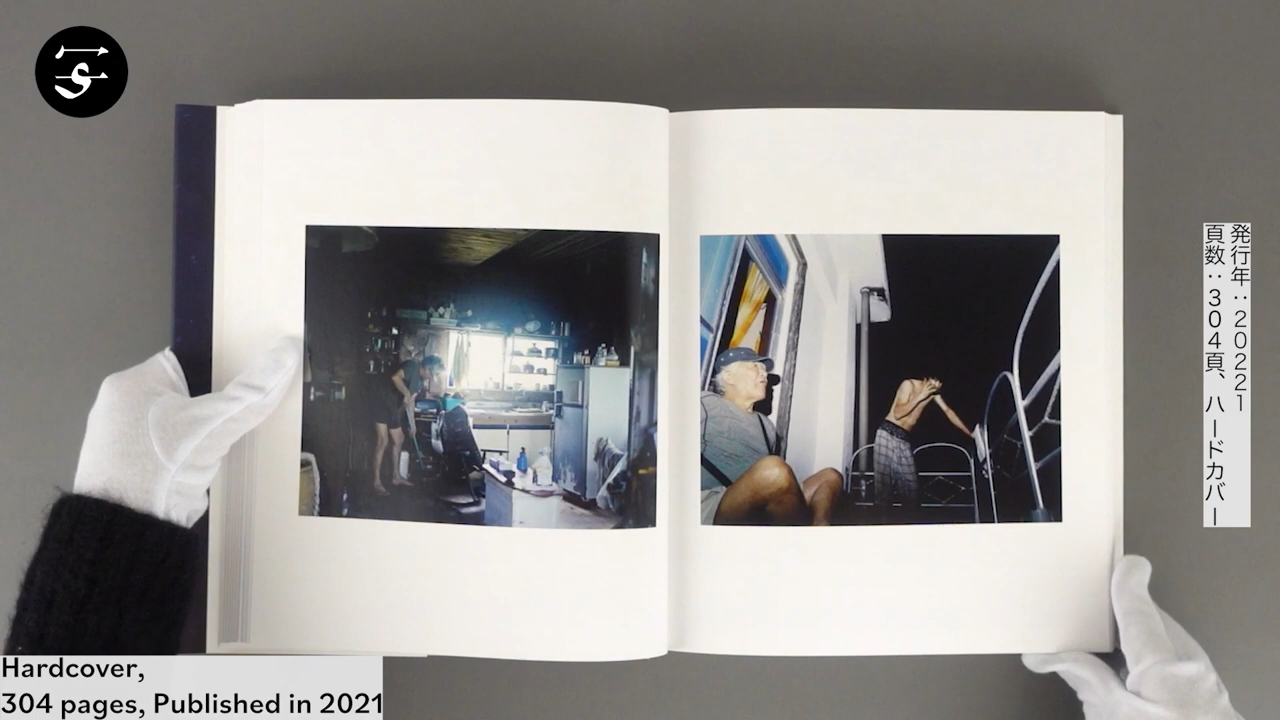 発行年：２０２２１
頁数：３０４頁、ハードカバー
Hardcover,
304 pages, Published in 2021